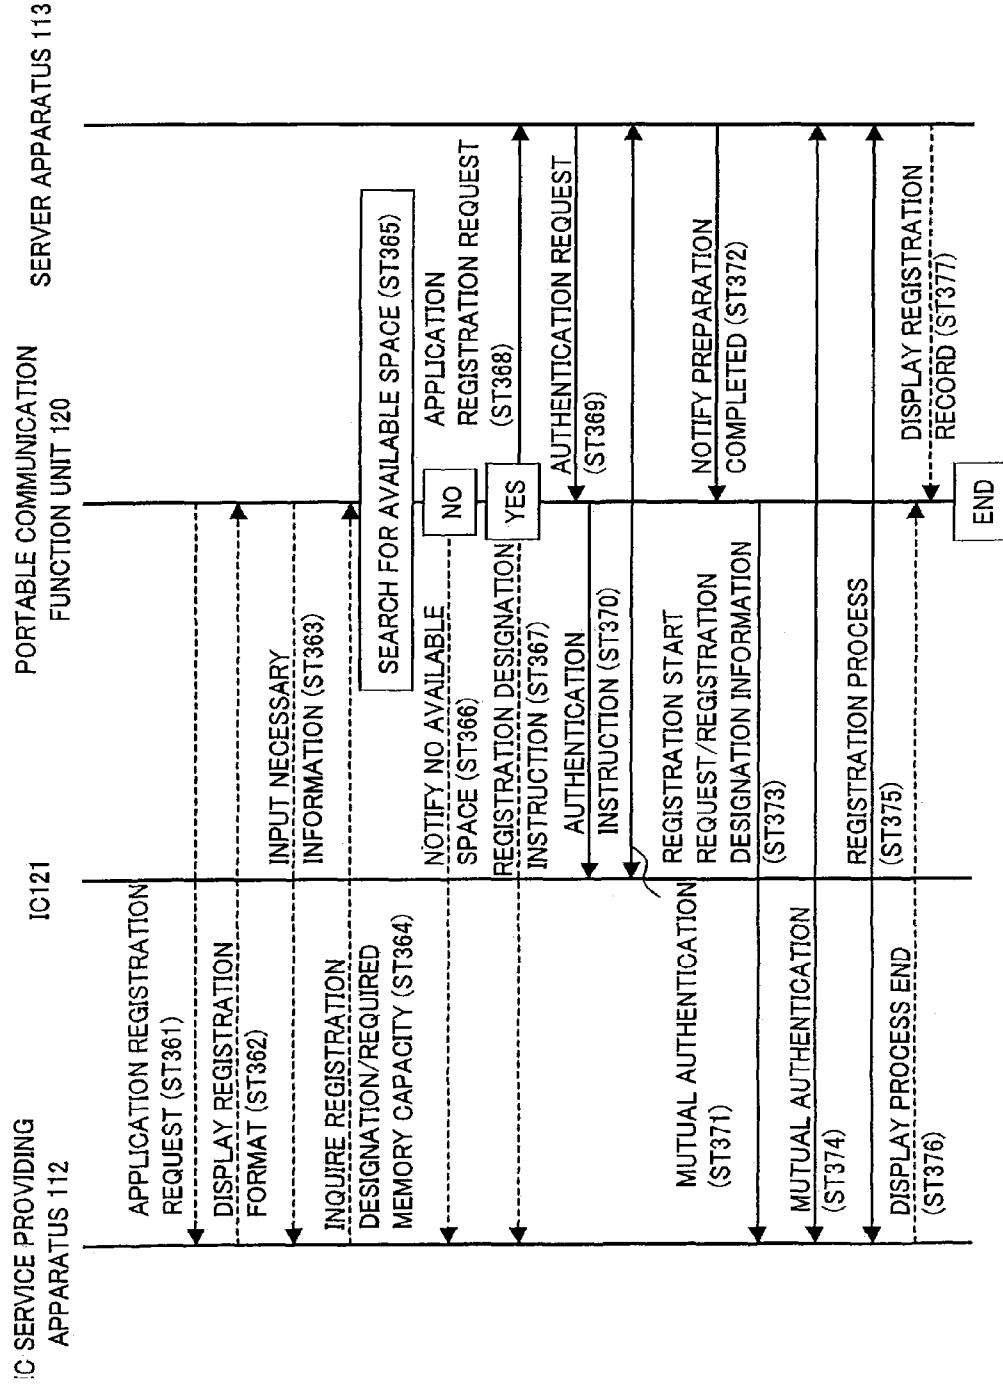 IC SERVICE PROVIDING
APPARATUS 112
IC121
PORTABLE COMMUNICATION
FUNCTION UNIT 120
SERVER APPARATUS 113
APPLICATION REGISTRATION
REQUEST (ST361)
DISPLAY REGISTRATION
FORMAT (ST362)
INPUT NECESSARY
INFORMATION (ST363)
INQUIRE REGISTRATION
DESIGNATION/REQUIRED
MEMORY CAPACITY (ST364)
SEARCH FOR AVAILABLE SPACE (ST365)
NOTIFY NO AVAILABLE
SPACE (ST366)
NO
REGISTRATION DESIGNATION
INSTRUCTION (ST367)
YES
APPLICATION
REGISTRATION REQUEST
(ST368)
AUTHENTICATION REQUEST
(ST369)
AUTHENTICATION
INSTRUCTION (ST370)
MUTUAL AUTHENTICATION
(ST371)
NOTIFY PREPARATION
COMPLETED (ST372)
REGISTRATION START
REQUEST/REGISTRATION
DESIGNATION INFORMATION
(ST373)
MUTUAL AUTHENTICATION
(ST374)
REGISTRATION PROCESS
(ST375)
DISPLAY PROCESS END
(ST376)
DISPLAY REGISTRATION
RECORD (ST377)
END